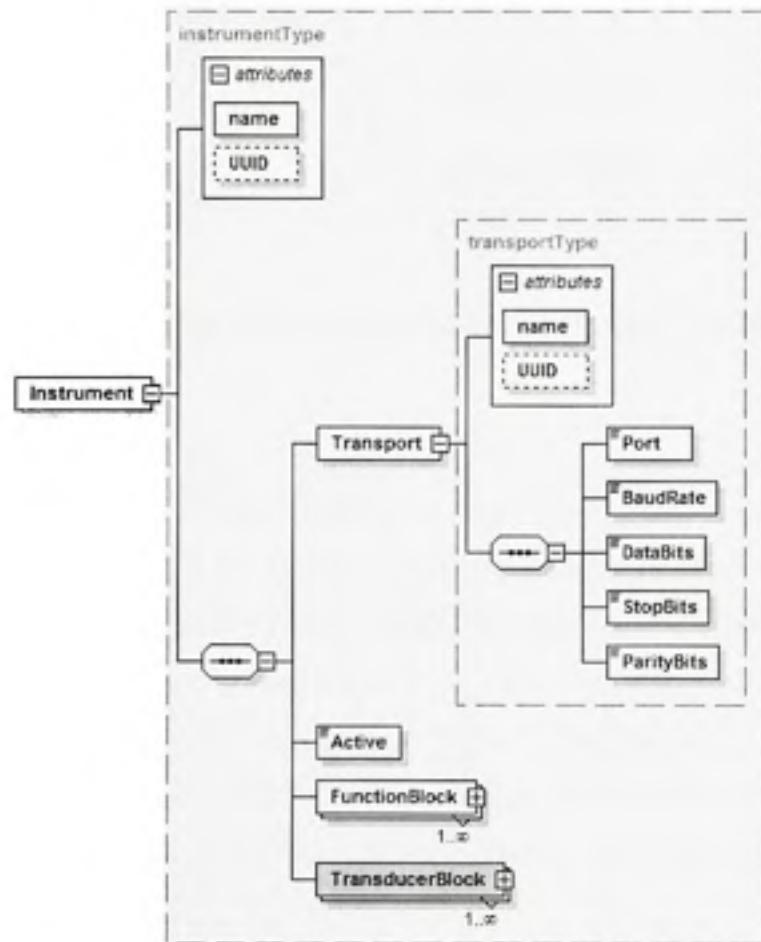 instrumentType
attributes
name
UUID
transportType
attributes
name
UUID
Instrument
Transport
Port
BaudRate
DataBits
StopBits
ParityBits
Active
FunctionBlock
1..∞
TransducerBlock
1..∞